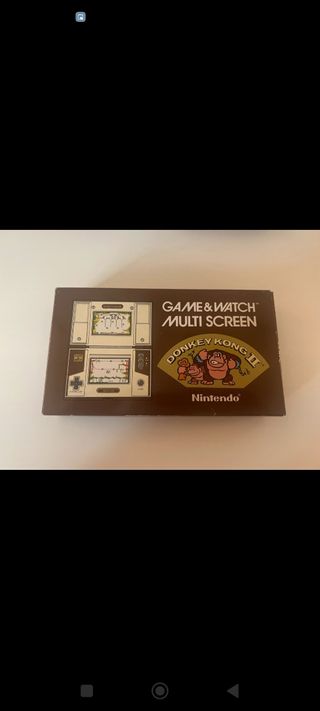 GAME&WATCH™
MULTI SCREEN
DONKEY KONG II
Nintendo